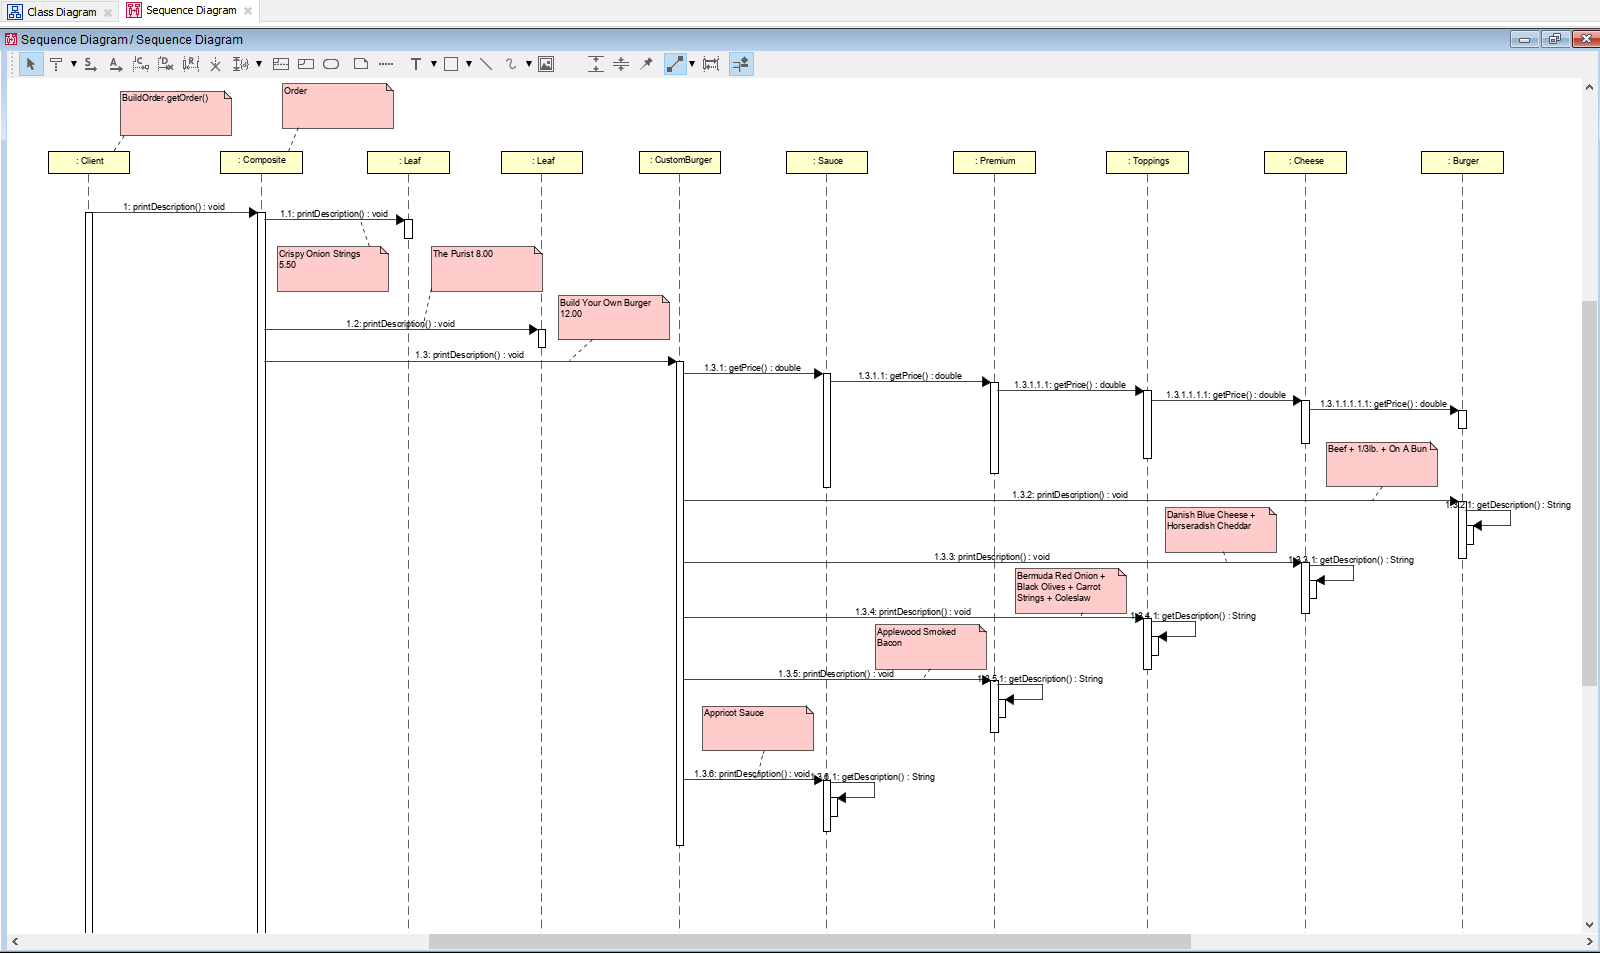 Class Diagram
Sequence Diagram
Sequence Diagram / Sequence Diagram
BuildOrder.getOrder()
Order
: Client
: Composite
: Leaf
: Leaf
: CustomBurger
: Sauce
: Premium
: Toppings
: Cheese
: Burger
1: printDescription() : void
1.1: printDescription() : void
Crispy Onion Strings
5.50
The Purist 8.00
Build Your Own Burger
12.00
1.2: printDescription() : void
1.3: printDescription() : void
1.3.1: getPrice() : double
1.3.1.1: getPrice() : double
1.3.1.1.1: getPrice() : double
1.3.1.1.1.1: getPrice() : double
1.3.1.1.1.1.1: getPrice() : double
Beef + 1/3lb. + On A Bun
1.3.2: printDescription() : void
1.3.2.1: getDescription() : String
Danish Blue Cheese +
Horseradish Cheddar
1.3.3: printDescription() : void
1.3.3.1: getDescription() : String
Bermuda Red Onion +
Black Olives + Carrot
Strings + Coleslaw
1.3.4: printDescription() : void
1.3.4.1: getDescription() : String
Applewood Smoked
Bacon
1.3.5: printDescription() : void
1.3.5.1: getDescription() : String
Appricot Sauce
1.3.6: printDescription() : void
1.3.6.1: getDescription() : String